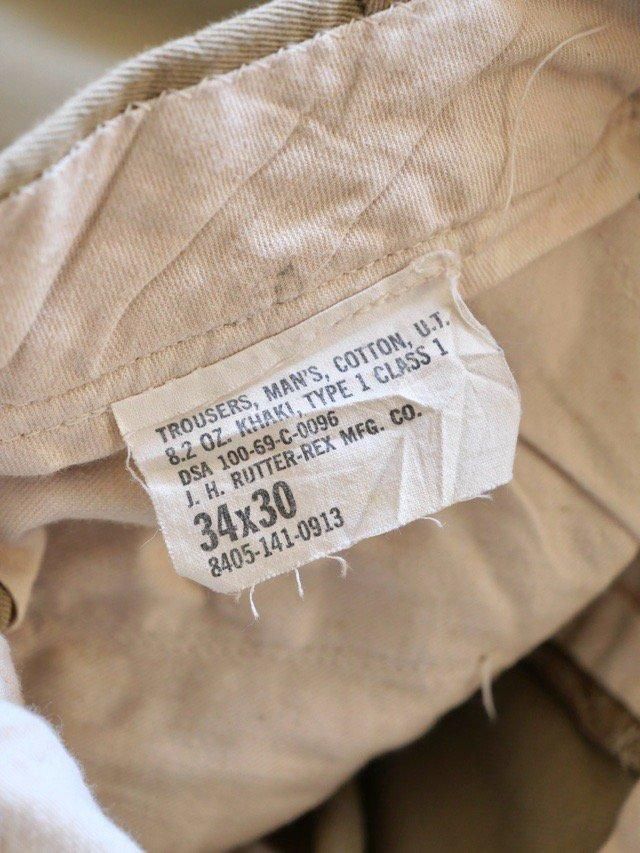 TROUSERS, MAN'S, COTTON, U.T.
8.2 OZ. KHAKI, TYPE 1 CLASS 1
DSA 100-69-C-0096
J. H. RUTTER-REX MFG. CO.
34x30
8405-141-0913